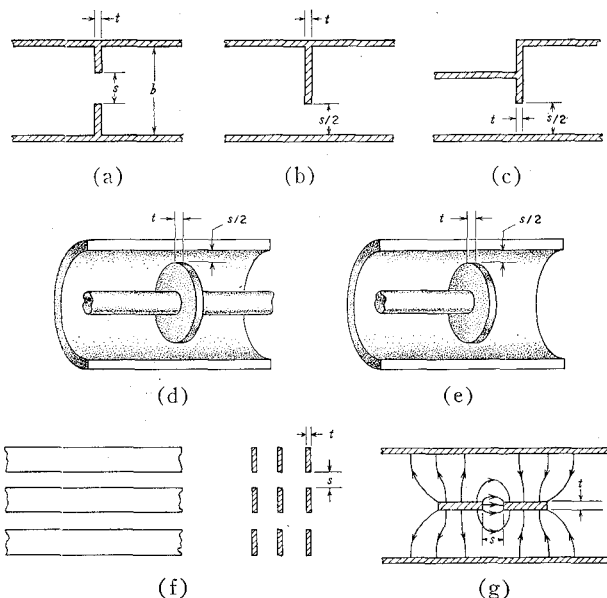 t t t
s b s/2 s/2
(a) (b) (c)
t s/2 t s/2
(d) (e)
t
s t
s
(f) (g)